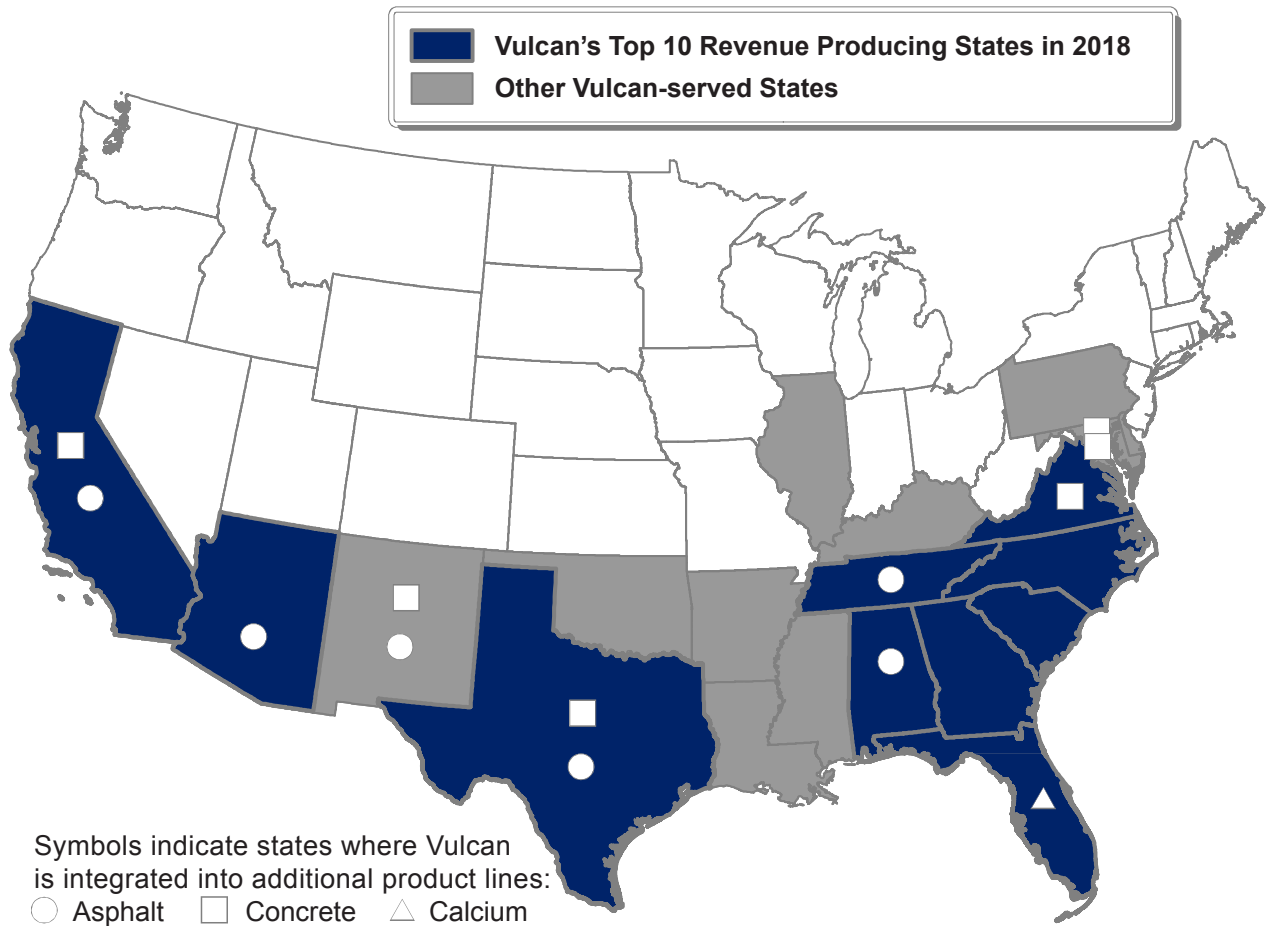 Vulcan’s Top 10 Revenue Producing States in 2018
Other Vulcan-served States
Symbols indicate states where Vulcan
is integrated into additional product lines:
Asphalt Concrete Calcium